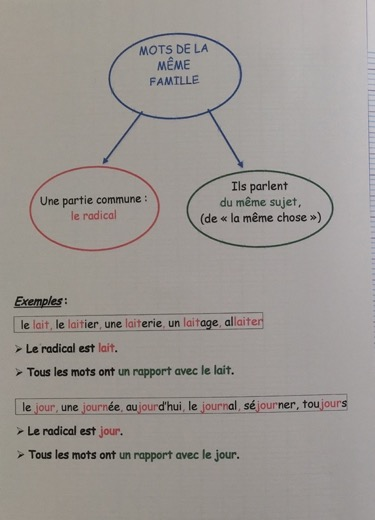 MOTS DE LA
MÊME
FAMILLE
Une partie commune :
le radical
Ils parlent
du même sujet,
(de « la même chose »)
Exemples :
le lait, le laitier, une laiterie, un laitage, allaiter
➢ Le radical est lait.
➢ Tous les mots ont un rapport avec le lait.
le jour, une journée, aujourd'hui, le journal, séjourner, toujours
➢ Le radical est jour.
➢ Tous les mots ont un rapport avec le jour.